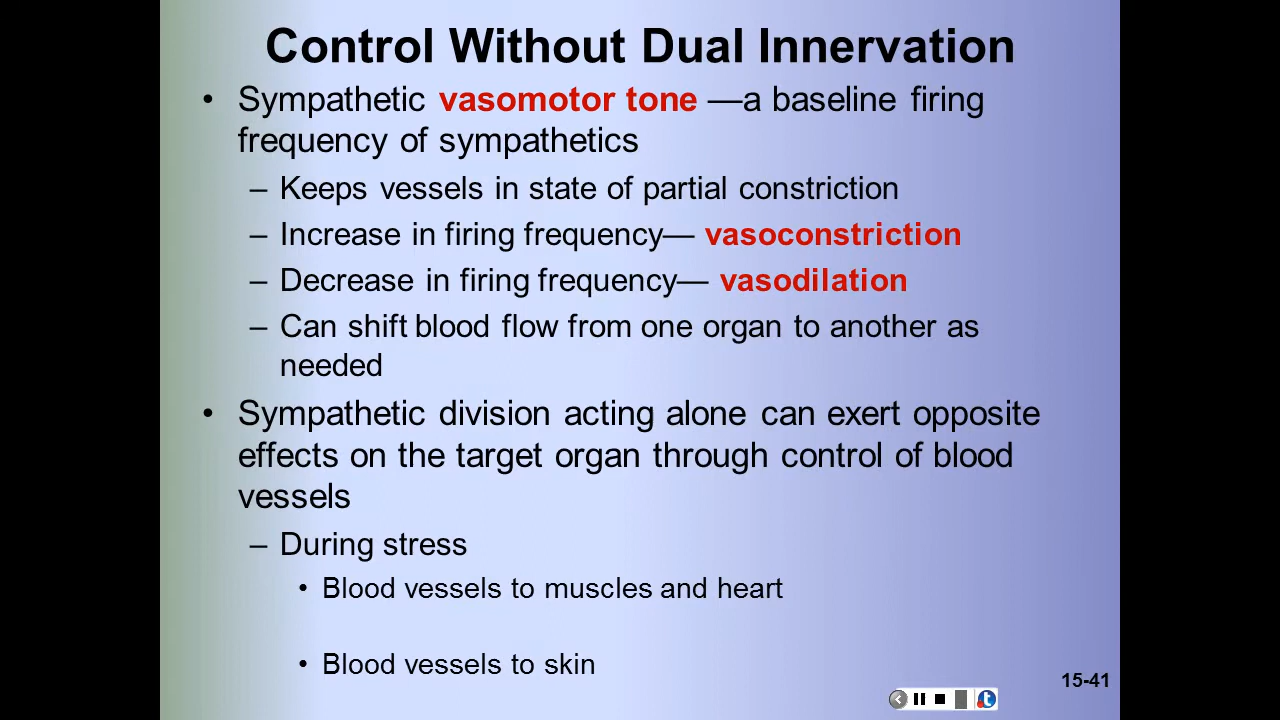 Control Without Dual Innervation
• Sympathetic vasomotor tone —a baseline firing
frequency of sympathetics
– Keeps vessels in state of partial constriction
– Increase in firing frequency— vasoconstriction
– Decrease in firing frequency— vasodilation
– Can shift blood flow from one organ to another as
needed
• Sympathetic division acting alone can exert opposite
effects on the target organ through control of blood
vessels
– During stress
• Blood vessels to muscles and heart
• Blood vessels to skin
15-41
t